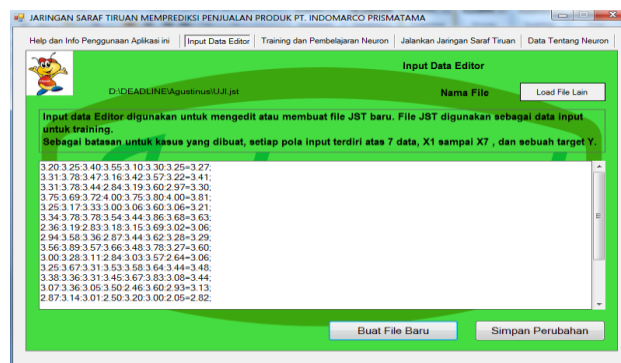 JARINGAN SARAF TIRUAN MEMPREDIKSI PENJUALAN PRODUK PT. INDOMARCO PRISMATAMA
Help dan Info Penggunaan Aplikasi ini Input Data Editor Training dan Pembelajaran Neuron Jalankan Jaringan Saraf Tiruan Data Tentang Neuron
Input Data Editor
D:\DEADLINE\Agustinus\UJI.jst Nama File Load File Lain
Input data Editor digunakan untuk mengedit atau membuat file JST baru. File JST digunakan sebagai data input
untuk training.
Sebagai batasan untuk kasus yang dibuat, setiap pola input terdiri atas 7 data, X1 sampai X7 , dan sebuah target Y.
3.20:3.25:3.40:3.55:3.10:3.30:3.25=3.27;
3.31:3.78:3.47:3.16:3.42:3.57:3.22=3.41;
3.31:3.78:3.44:2.84:3.19:3.60:2.97=3.30;
3.75:3.69:3.72:4.00:3.75:3.80:4.00=3.81;
3.25:3.17:3.33:3.00:3.06:3.60:3.06=3.21;
3.34:3.78:3.78:3.54:3.44:3.86:3.68=3.63;
2.36:3.19:2.83:3.18:3.15:3.69:3.02=3.06;
2.94:3.58:3.36:2.87:3.44:3.62:3.28=3.29;
3.56:3.89:3.57:3.66:3.48:3.78:3.27=3.60;
3.00:3.28:3.11:2.84:3.03:3.57:2.64=3.06;
3.25:3.67:3.31:3.53:3.58:3.64:3.44=3.48;
3.38:3.36:3.31:3.45:3.67:3.83:3.08=3.44;
3.07:3.36:3.05:3.50:2.46:3.60:2.93=3.13;
2.87:3.14:3.01:2.50:3.20:3.00:2.05=2.82;
Buat File Baru Simpan Perubahan